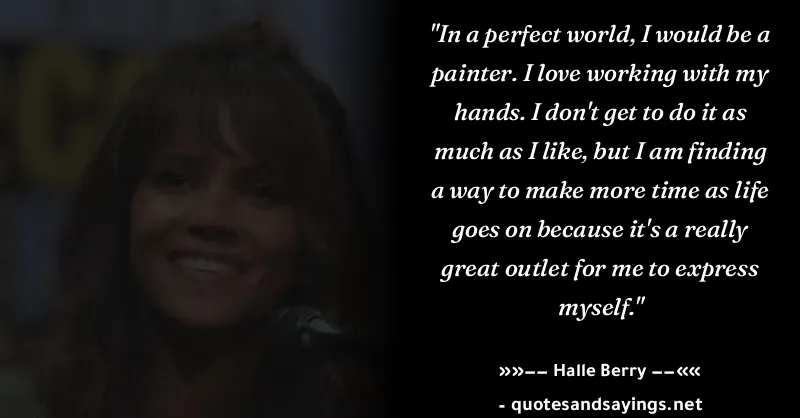 "In a perfect world, I would be a
painter. I love working with my
hands. I don't get to do it as
much as I like, but I am finding
a way to make more time as life
goes on because it's a really
great outlet for me to express
myself."
»»–– Halle Berry ––««
- quotesandsayings.net